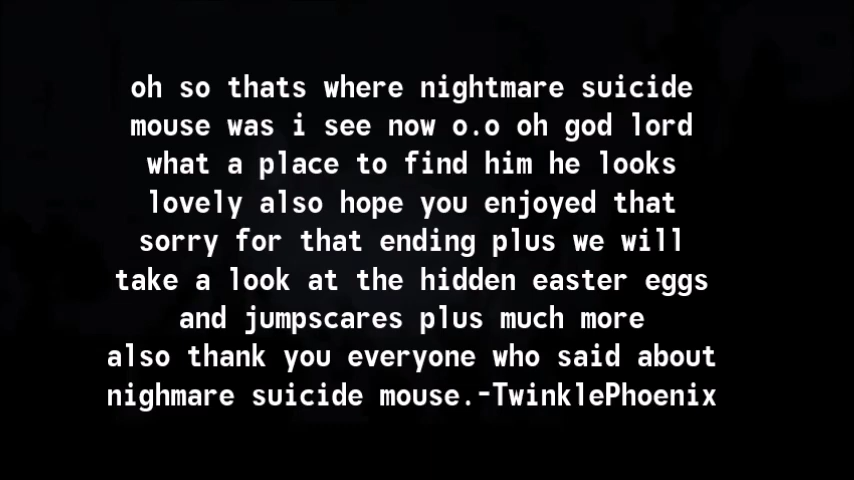 oh so thats where nightmare suicide
mouse was i see now o.o oh god lord
what a place to find him he looks
lovely also hope you enjoyed that
sorry for that ending plus we will
take a look at the hidden easter eggs
and jumpscares plus much more
also thank you everyone who said about
nighmare suicide mouse.-TwinklePhoenix